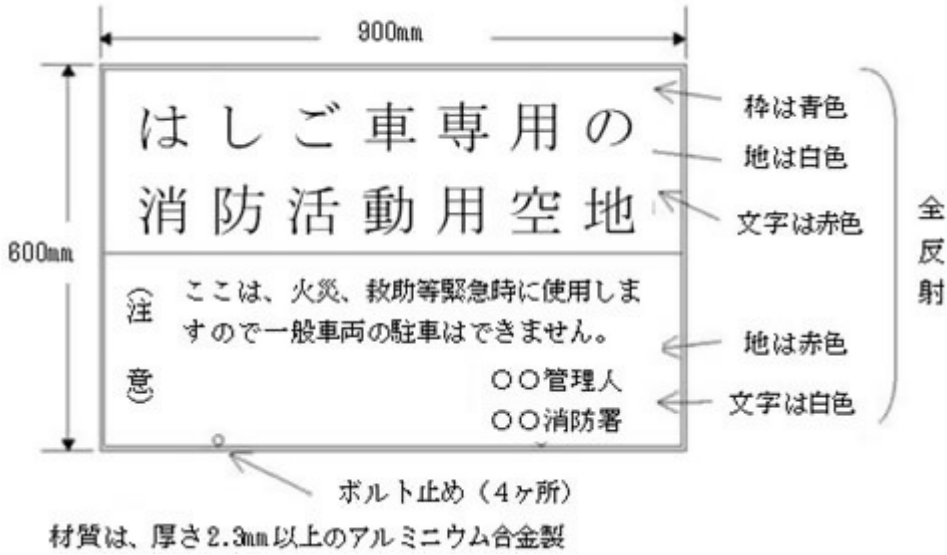 900mm
600mm
はしご車専用の
消防活動用空地
(注意)
ここは、火災、救助等緊急時に使用しま
すので一般車両の駐車はできません。
○○管理人
○○消防署
枠は青色
地は白色
文字は赤色
地は赤色
文字は白色
全反射
ボルト止め(4ヶ所)
材質は、厚さ2.3mm以上のアルミニウム合金製